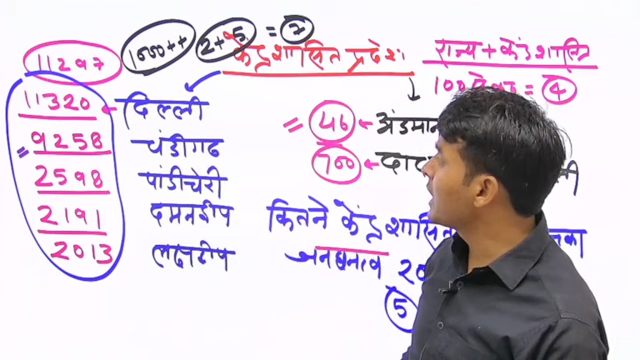 11297 1000++ 2+5 = 7
केंद्रशासित प्रदेश राज्य + केंद्रशासित
= 4
11320 दिल्ली
= 46 अंडमान
= 9258 चंडीगढ
700
2598 पांडीचेरी
2191 दमनद्वीप
कितने केंद्रशासित
2013 लक्षद्वीप
जनघनत्व 20
5